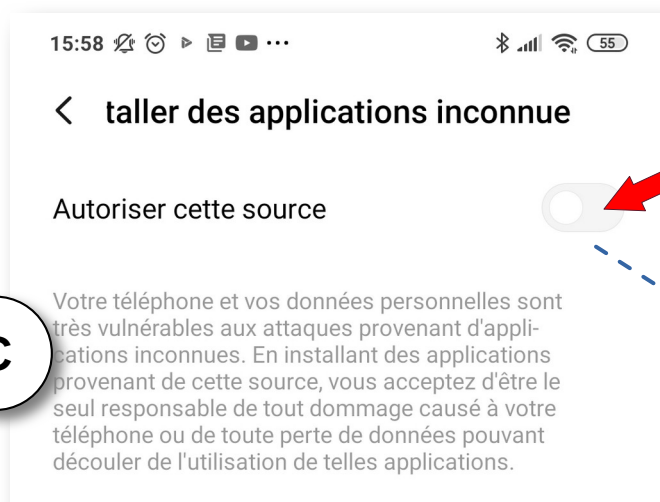 15:58 55
taller des applications inconnue
Autoriser cette source
Votre téléphone et vos données personnelles sont
très vulnérables aux attaques provenant d'appli-
cations inconnues. En installant des applications
provenant de cette source, vous acceptez d'être le
seul responsable de tout dommage causé à votre
téléphone ou de toute perte de données pouvant
découler de l'utilisation de telles applications.
C